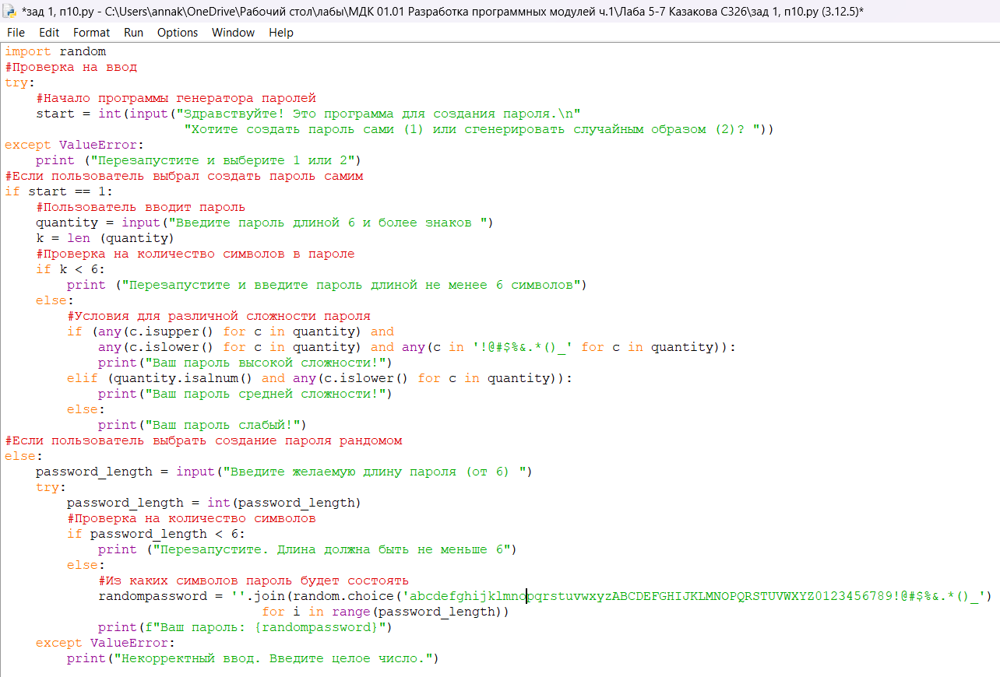 *зад 1, п10.py - C:\Users\annak\OneDrive\Рабочий стол\лабы\МДК 01.01 Разработка программных модулей ч.1\Лаба 5-7 Казакова С326\зад 1, п10.py (3.12.5)*
File Edit Format Run Options Window Help
import random
#Проверка на ввод
try:
    #Начало программы генератора паролей
    start = int(input("Здравствуйте! Это программа для создания пароля.\n"
                       "Хотите создать пароль сами (1) или сгенерировать случайным образом (2)? "))
except ValueError:
    print ("Перезапустите и выберите 1 или 2")
#Если пользователь выбрал создать пароль самим
if start == 1:
    #Пользователь вводит пароль
    quantity = input("Введите пароль длиной 6 и более знаков ")
    k = len (quantity)
    #Проверка на количество символов в пароле
    if k < 6:
        print ("Перезапустите и введите пароль длиной не менее 6 символов")
    else:
        #Условия для различной сложности пароля
        if (any(c.isupper() for c in quantity) and
            any(c.islower() for c in quantity) and any(c in '!@#$%&.*()_' for c in quantity)):
            print("Ваш пароль высокой сложности!")
        elif (quantity.isalnum() and any(c.islower() for c in quantity)):
            print("Ваш пароль средней сложности!")
        else:
            print("Ваш пароль слабый!")
#Если пользователь выбрать создание пароля рандомом
else:
    password_length = input("Введите желаемую длину пароля (от 6) ")
    try:
        password_length = int(password_length)
        #Проверка на количество символов
        if password_length < 6:
            print ("Перезапустите. Длина должна быть не меньше 6")
        else:
            #Из каких символов пароль будет состоять
            randompassword = ''.join(random.choice('abcdefghijklmnopqrstuvwxyzABCDEFGHIJKLMNOPQRSTUVWXYZ0123456789!@#$%&.*()_')
                                 for i in range(password_length))
            print(f"Ваш пароль: {randompassword}")
    except ValueError:
        print("Некорректный ввод. Введите целое число.")